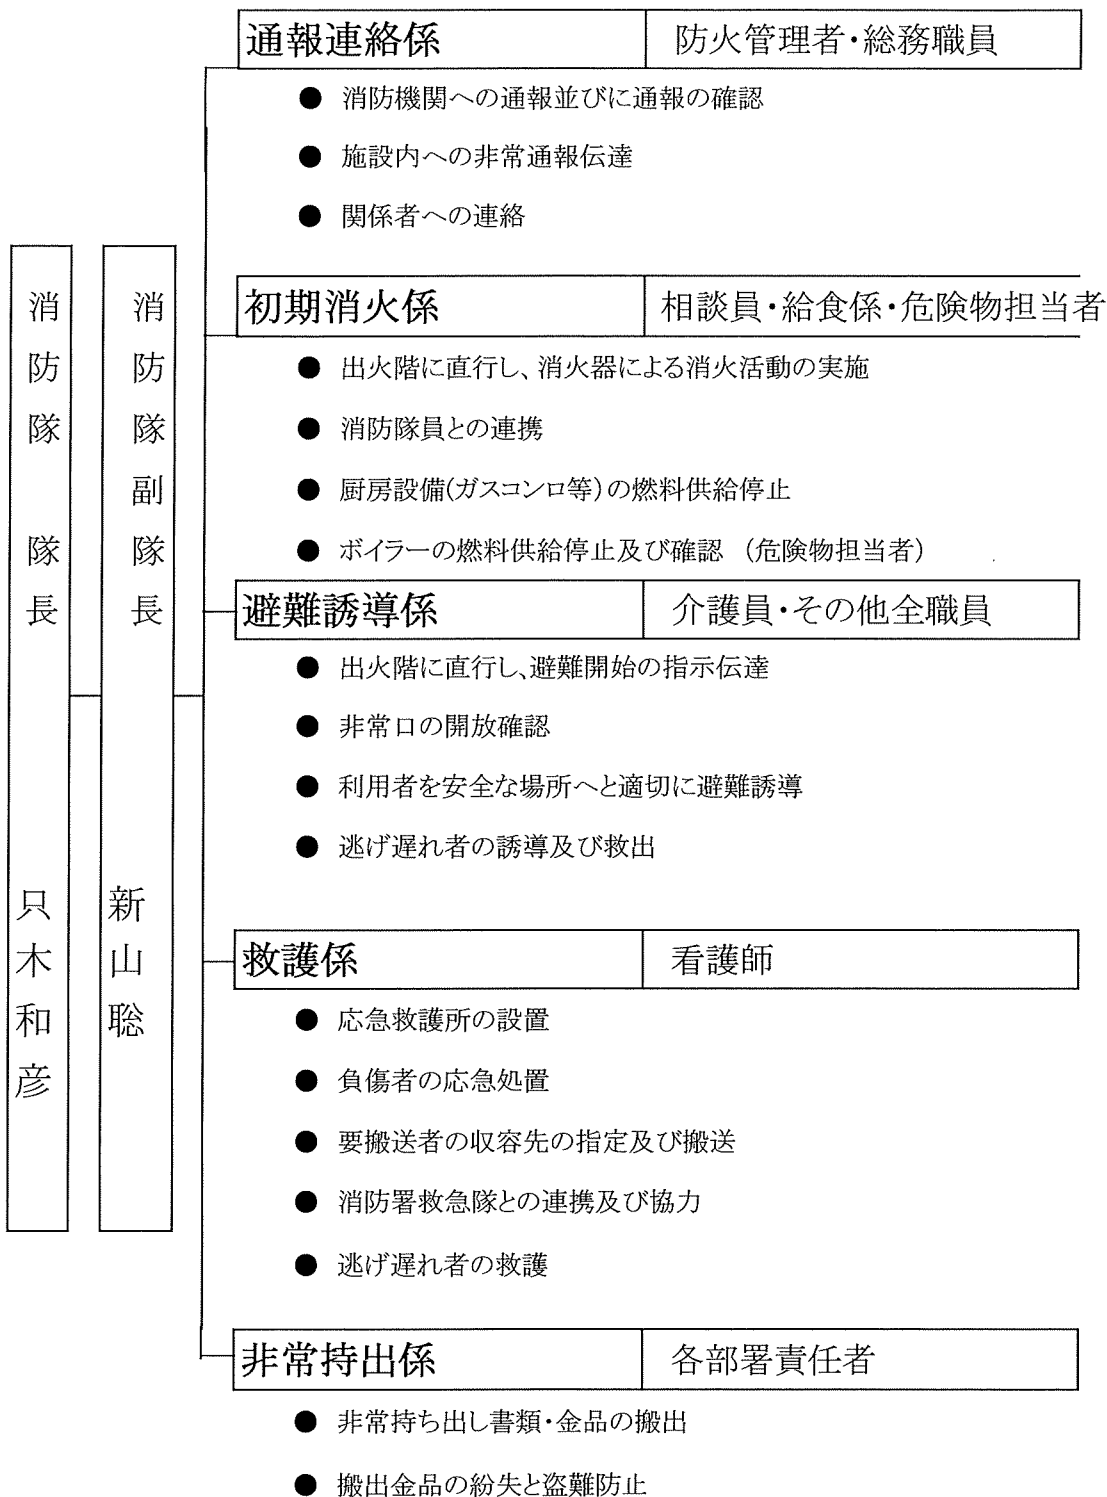 消防隊 隊長 只木和彦
消防隊副隊長 新山聡
通報連絡係 防火管理者・総務職員
● 消防機関への通報並びに通報の確認
● 施設内への非常通報伝達
● 関係者への連絡
初期消火係 相談員・給食係・危険物担当者
● 出火階に直行し、消火器による消火活動の実施
● 消防隊員との連携
● 厨房設備(ガスコンロ等)の燃料供給停止
● ボイラーの燃料供給停止及び確認 (危険物担当者)
避難誘導係 介護員・その他全職員
● 出火階に直行し、避難開始の指示伝達
● 非常口の開放確認
● 利用者を安全な場所へと適切に避難誘導
● 逃げ遅れ者の誘導及び救出
救護係 看護師
● 応急救護所の設置
● 負傷者の応急処置
● 要搬送者の収容先の指定及び搬送
● 消防署救急隊との連携及び協力
● 逃げ遅れ者の救護
非常持出係 各部署責任者
● 非常持ち出し書類・金品の搬出
● 搬出金品の紛失と盗難防止